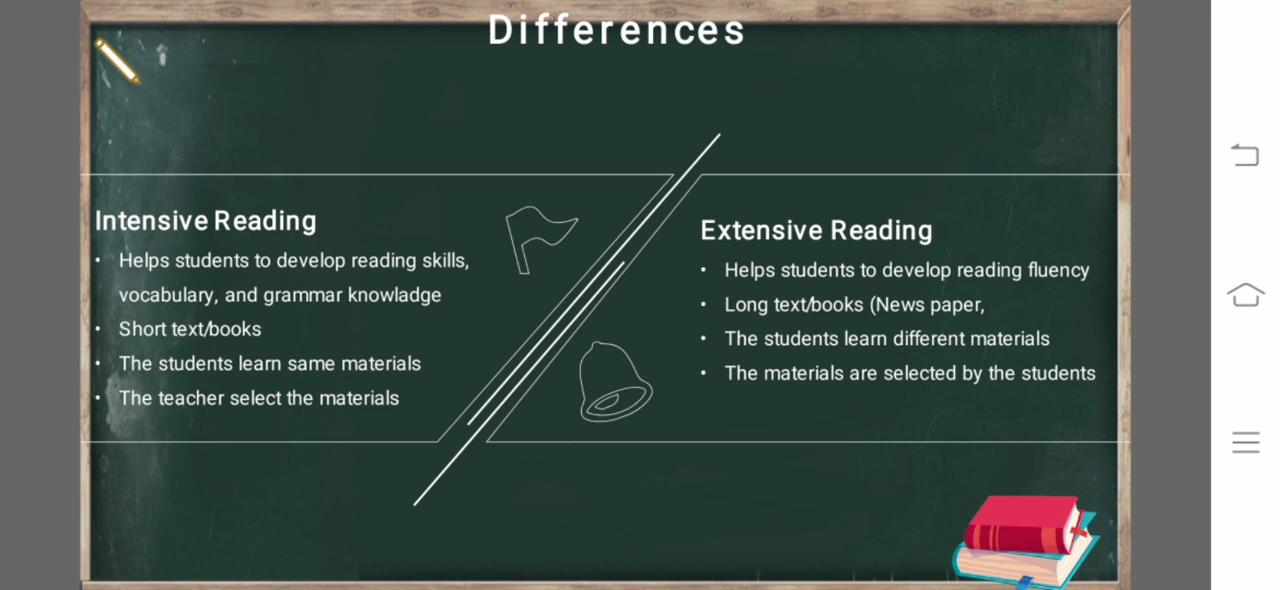 Differences
Intensive Reading
• Helps students to develop reading skills,
vocabulary, and grammar knowladge
• Short text/books
• The students learn same materials
• The teacher select the materials
Extensive Reading
• Helps students to develop reading fluency
• Long text/books (News paper,
• The students learn different materials
• The materials are selected by the students